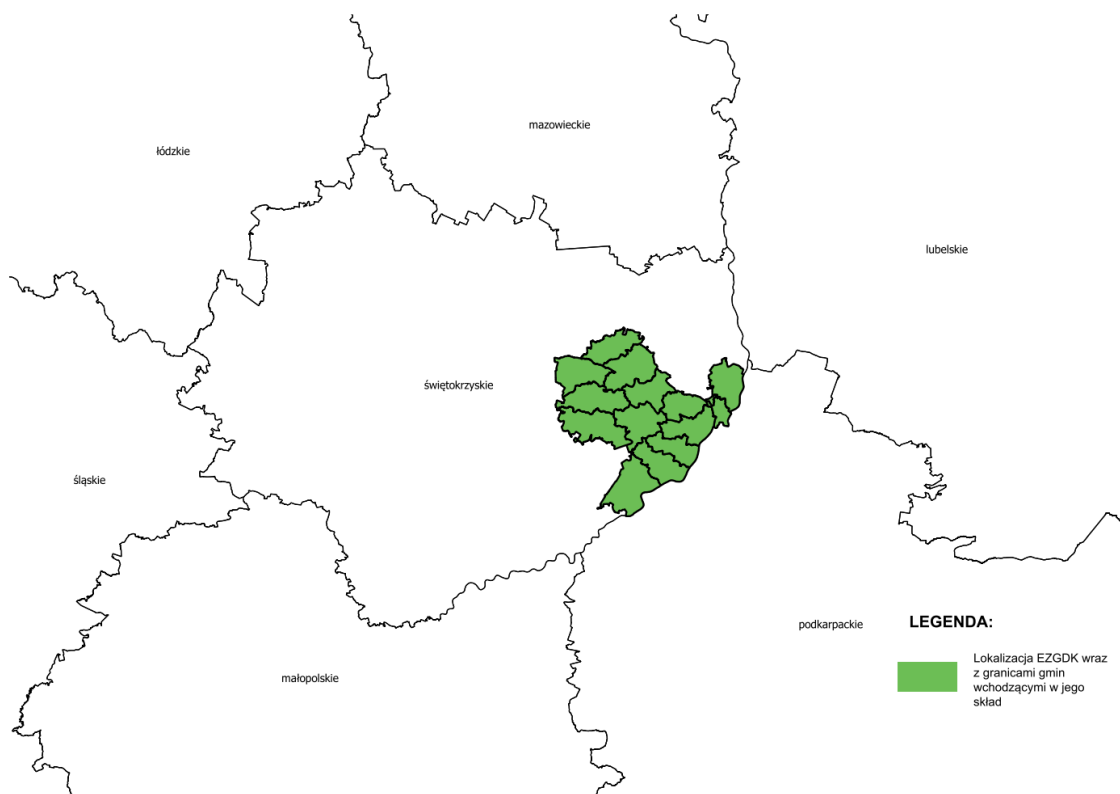 mazowieckie
łódzkie
lubelskie
świętokrzyskie
śląskie
podkarpackie
małopolskie
LEGENDA:
Lokalizacja EZGDK wraz
z granicami gmin
wchodzącymi w jego
skład